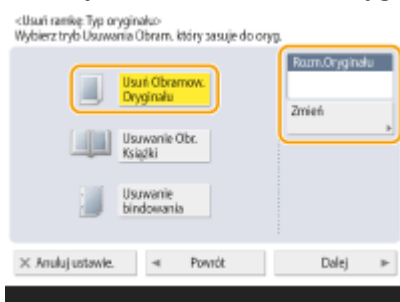 <Usuń ramkę: Typ oryginału>
Wybierz tryb Usuwania Obram. który zasuje do oryg.
Rozm.Oryginału
Usuń Obramow.
Oryginału
Zmień
Usuwanie Obr.
Książki
Usuwanie
bindowania
Anuluj ustawie.
Powrót
Dalej